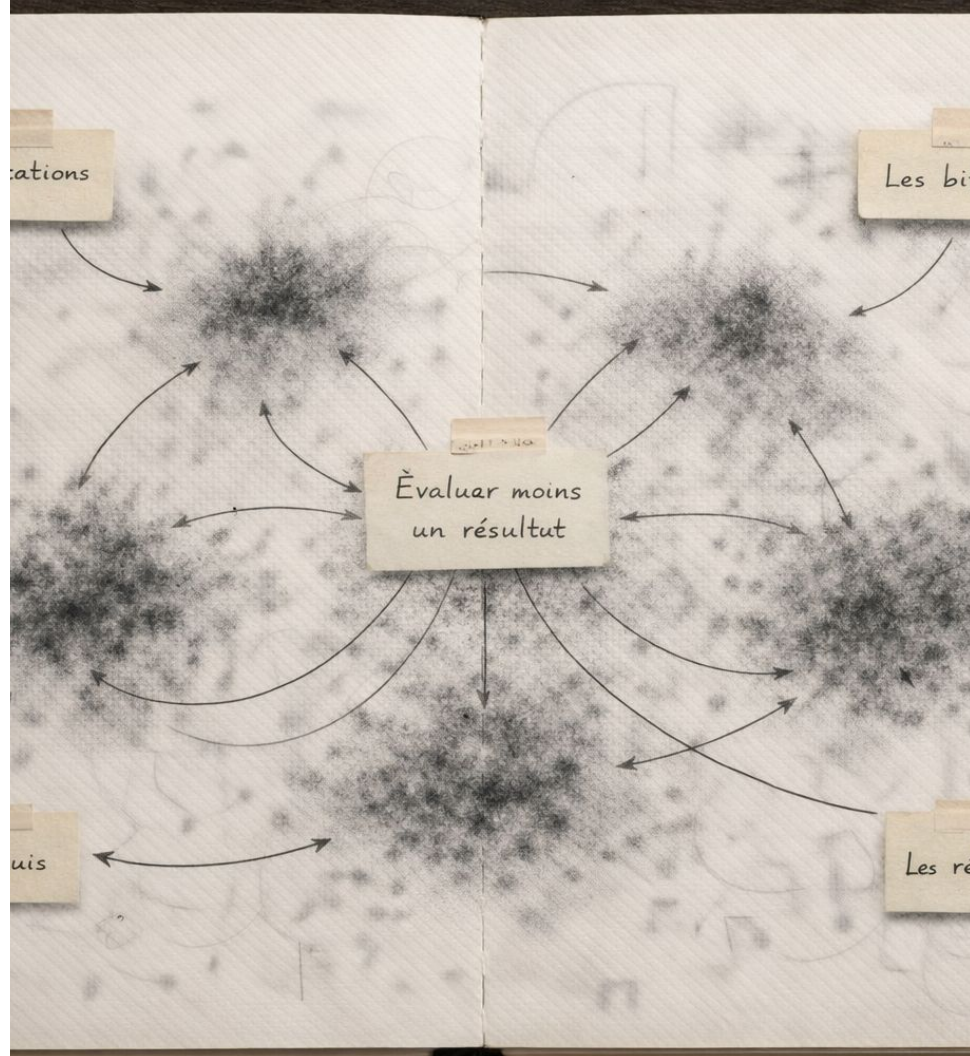 cations
Les bi
Èvaluar moins
un résultut
uis
Les re